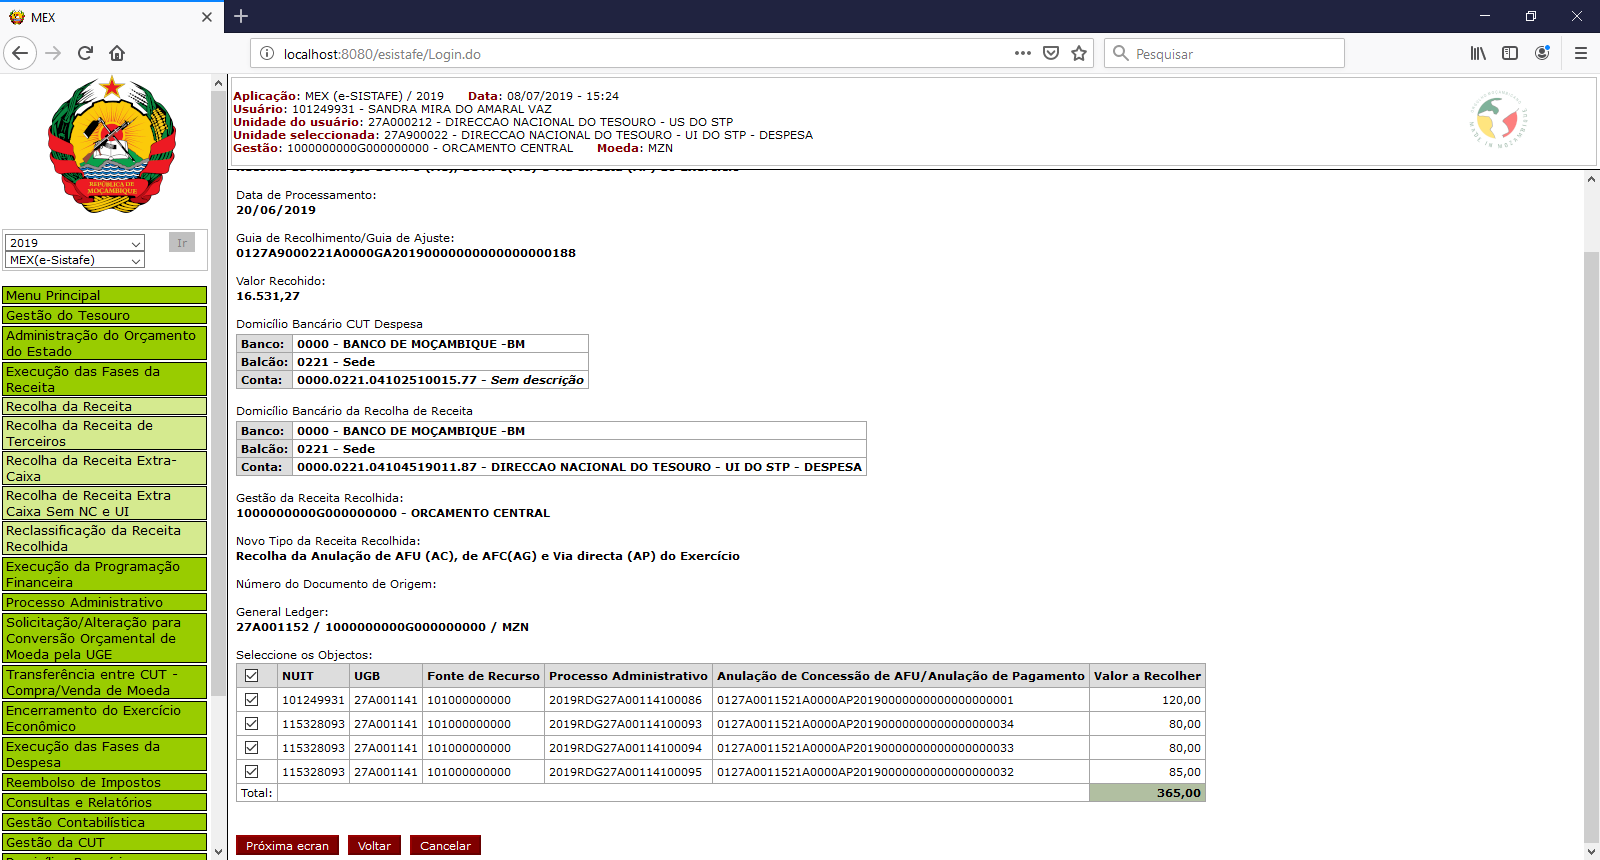 MEX
localhost:8080/esistafe/Login.do
Pesquisar
REPÚBLICA DE
MOÇAMBIQUE
2019
Ir
MEX(e-Sistafe)
Menu Principal
Gestão do Tesouro
Administração do Orçamento
do Estado
Execução das Fases da
Receita
Recolha da Receita
Recolha da Receita de
Terceiros
Recolha da Receita Extra-
Caixa
Recolha de Receita Extra
Caixa Sem NC e UI
Reclassificação da Receita
Recolhida
Execução da Programação
Financeira
Processo Administrativo
Solicitação/Alteração para
Conversão Orçamental de
Moeda pela UGE
Transferência entre CUT -
Compra/Venda de Moeda
Encerramento do Exercício
Econômico
Execução das Fases da
Despesa
Reembolso de Impostos
Consultas e Relatórios
Gestão Contabilística
Gestão da CUT
Aplicação: MEX (e-SISTAFE) / 2019 Data: 08/07/2019 - 15:24
Usuário: 101249931 - SANDRA MIRA DO AMARAL VAZ
Unidade do usuário: 27A000212 - DIRECCAO NACIONAL DO TESOURO - US DO STP
Unidade seleccionada: 27A900022 - DIRECCAO NACIONAL DO TESOURO - UI DO STP - DESPESA
Gestão: 1000000000G000000000 - ORCAMENTO CENTRAL Moeda: MZN
MADE IN MOZAMBIQUE
Data de Processamento:
20/06/2019
Guia de Recolhimento/Guia de Ajuste:
0127A9000221A0000GA20190000000000000000188
Valor Recohido:
16.531,27
Domicílio Bancário CUT Despesa
Banco: 0000 - BANCO DE MOÇAMBIQUE -BM
Balcão: 0221 - Sede
Conta: 0000.0221.04102510015.77 - Sem descrição
Domicílio Bancário da Recolha de Receita
Banco: 0000 - BANCO DE MOÇAMBIQUE -BM
Balcão: 0221 - Sede
Conta: 0000.0221.04104519011.87 - DIRECCAO NACIONAL DO TESOURO - UI DO STP - DESPESA
Gestão da Receita Recolhida:
1000000000G000000000 - ORCAMENTO CENTRAL
Novo Tipo da Receita Recolhida:
Recolha da Anulação de AFU (AC), de AFC(AG) e Via directa (AP) do Exercício
Número do Documento de Origem:
General Ledger:
27A001152 / 1000000000G000000000 / MZN
Seleccione os Objectos:
NUIT UGB Fonte de Recurso Processo Administrativo Anulação de Concessão de AFU/Anulação de Pagamento Valor a Recolher
101249931 27A001141 101000000000 2019RDG27A00114100086 0127A0011521A0000AP20190000000000000000001 120,00
115328093 27A001141 101000000000 2019RDG27A00114100093 0127A0011521A0000AP20190000000000000000034 80,00
115328093 27A001141 101000000000 2019RDG27A00114100094 0127A0011521A0000AP20190000000000000000033 80,00
115328093 27A001141 101000000000 2019RDG27A00114100095 0127A0011521A0000AP20190000000000000000032 85,00
Total: 365,00
Próxima ecran Voltar Cancelar